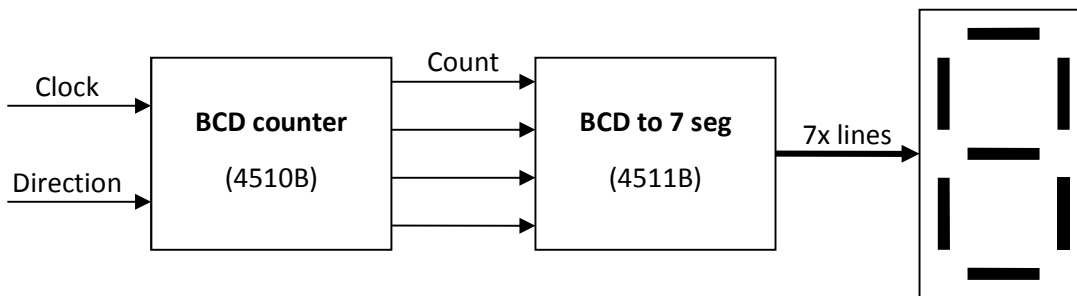 Clock
Direction
BCD counter
(4510B)
Count
BCD to 7 seg
(4511B)
7x lines